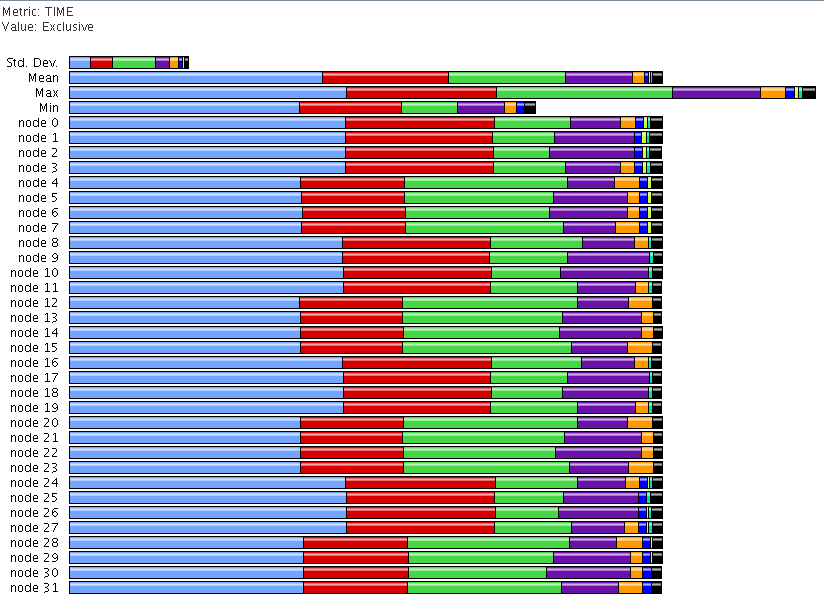 Metric: TIME
Value: Exclusive
Std. Dev.
Mean
Max
Min
node 0
node 1
node 2
node 3
node 4
node 5
node 6
node 7
node 8
node 9
node 10
node 11
node 12
node 13
node 14
node 15
node 16
node 17
node 18
node 19
node 20
node 21
node 22
node 23
node 24
node 25
node 26
node 27
node 28
node 29
node 30
node 31